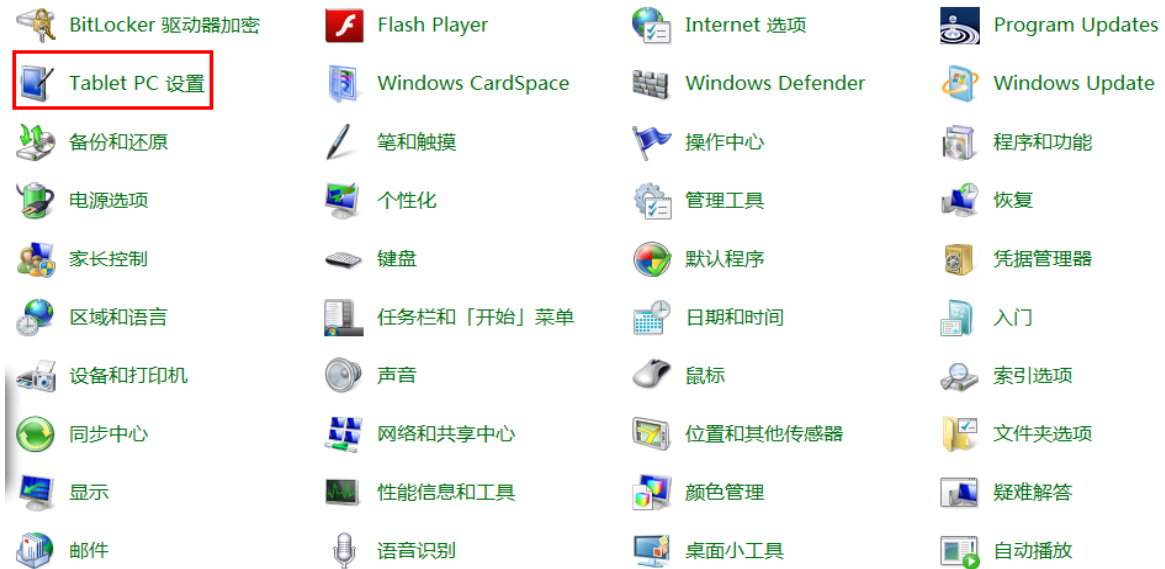 BitLocker 驱动器加密 Flash Player Internet 选项 Program Updates
Tablet PC 设置 Windows CardSpace Windows Defender Windows Update
备份和还原 笔和触摸 操作中心 程序和功能
电源选项 个性化 管理工具 恢复
家长控制 键盘 默认程序 凭据管理器
区域和语言 任务栏和「开始」菜单 日期和时间 入门
设备和打印机 声音 鼠标 索引选项
同步中心 网络和共享中心 位置和其他传感器 文件夹选项
显示 性能信息和工具 颜色管理 疑难解答
邮件 语音识别 桌面小工具 自动播放